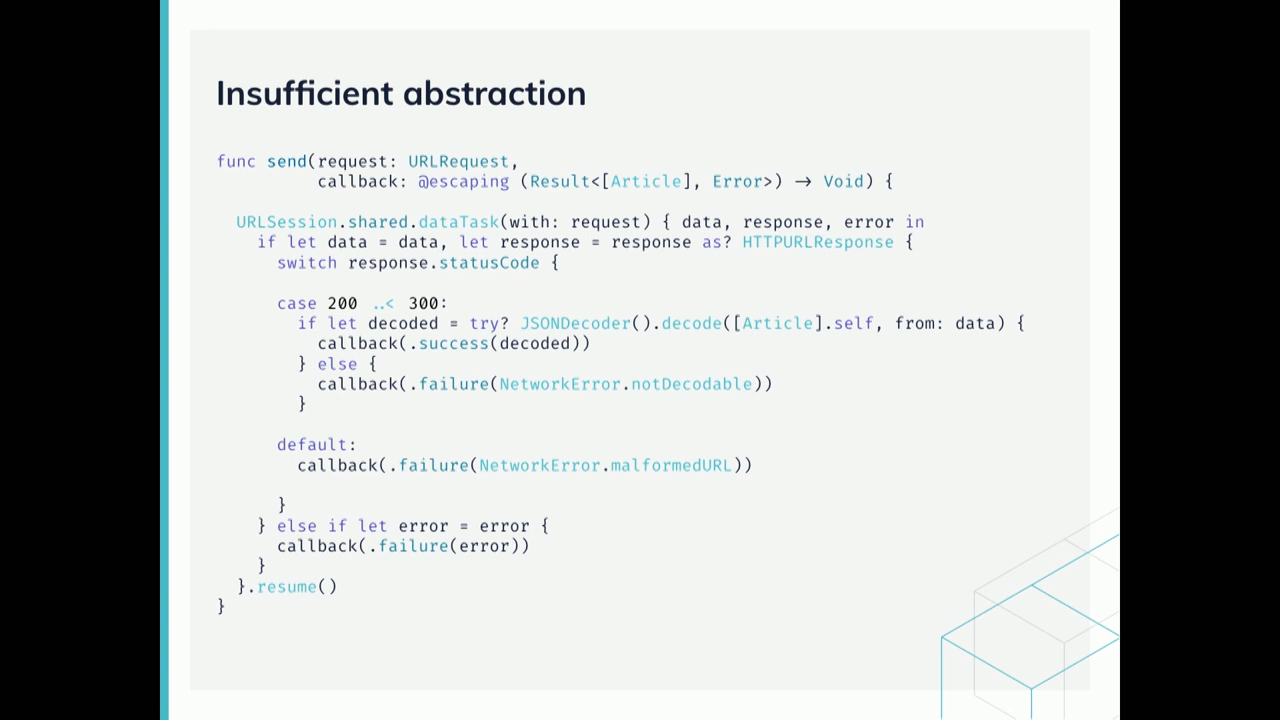 Insufficient abstraction
func send(request: URLRequest,
callback: @escaping (Result<[Article], Error>) → Void) {
URLSession.shared.dataTask(with: request) { data, response, error in
if let data = data, let response = response as? HTTPURLResponse {
switch response.statusCode {
case 200 ..< 300:
if let decoded = try? JSONDecoder().decode([Article].self, from: data) {
callback(.success(decoded))
} else {
callback(.failure(NetworkError.notDecodable))
}
default:
callback(.failure(NetworkError.malformedURL))
}
} else if let error = error {
callback(.failure(error))
}
}.resume()
}